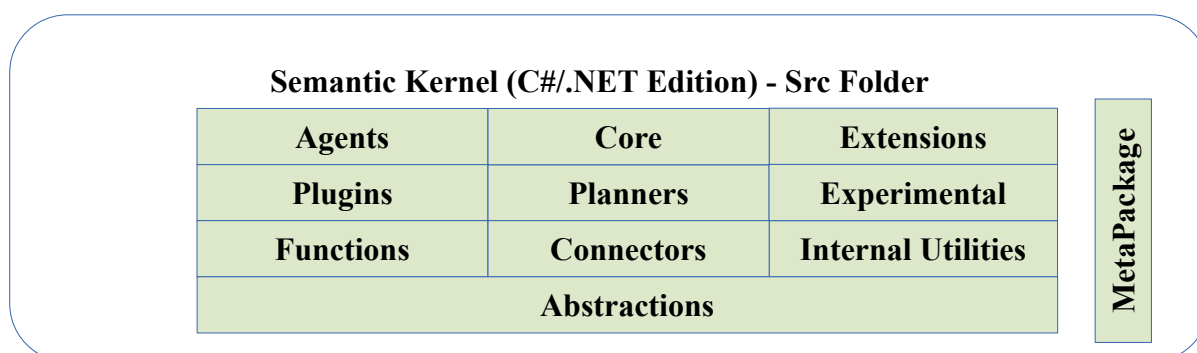 Semantic Kernel (C#/.NET Edition) - Src Folder
Agents Core Extensions
Plugins Planners Experimental
Functions Connectors Internal Utilities
Abstractions
MetaPackage